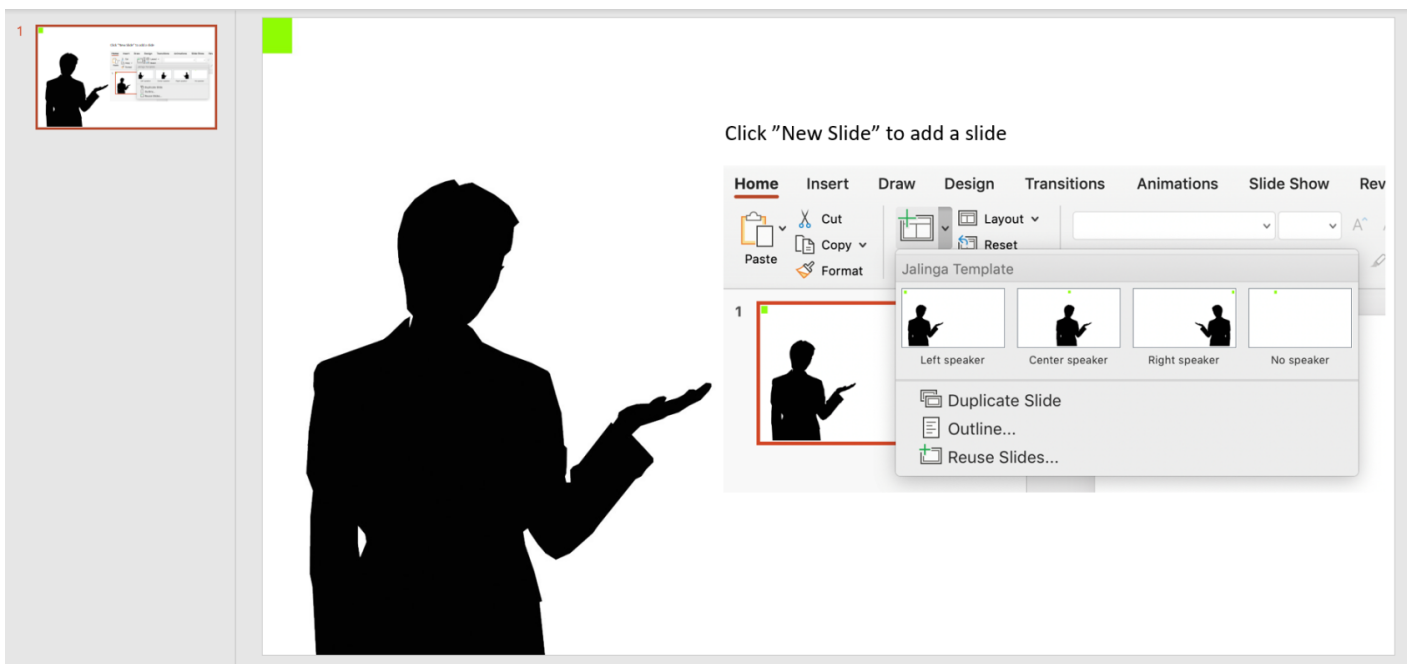 1
Click ”New Slide” to add a slide
Home Insert Draw Design Transitions Animations Slide Show Rev
Paste
Cut
Copy
Format
Layout
Reset
Jalinga Template
Left speaker Center speaker Right speaker No speaker
1
Duplicate Slide
Outline...
Reuse Slides...